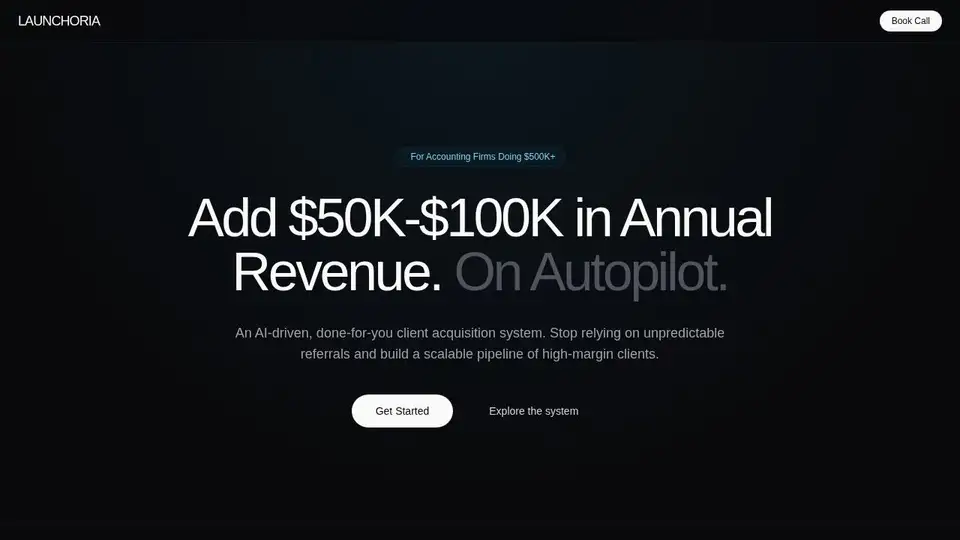 LAUNCHORIA
Book Call
For Accounting Firms Doing $500K+
Add $50K-$100K in Annual
Revenue. On Autopilot.
An AI-driven, done-for-you client acquisition system. Stop relying on unpredictable
referrals and build a scalable pipeline of high-margin clients.
Get Started
Explore the system